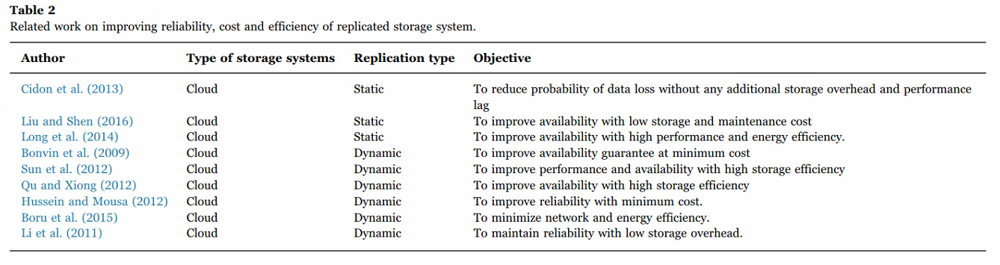 Table 2
Related work on improving reliability, cost and efficiency of replicated storage system.
Author Type of storage systems Replication type Objective
Cidon et al. (2013) Cloud Static To reduce probability of data loss without any additional storage overhead and performance
lag
Liu and Shen (2016) Cloud Static To improve availability with low storage and maintenance cost
Long et al. (2014) Cloud Static To improve availability with high performance and energy efficiency.
Bonvin et al. (2009) Cloud Dynamic To improve availability guarantee at minimum cost
Sun et al. (2012) Cloud Dynamic To improve performance and availability with high storage efficiency
Qu and Xiong (2012) Cloud Dynamic To improve availability with high storage efficiency
Hussein and Mousa (2012) Cloud Dynamic To improve reliability with minimum cost.
Boru et al. (2015) Cloud Dynamic To minimize network and energy efficiency.
Li et al. (2011) Cloud Dynamic To maintain reliability with low storage overhead.